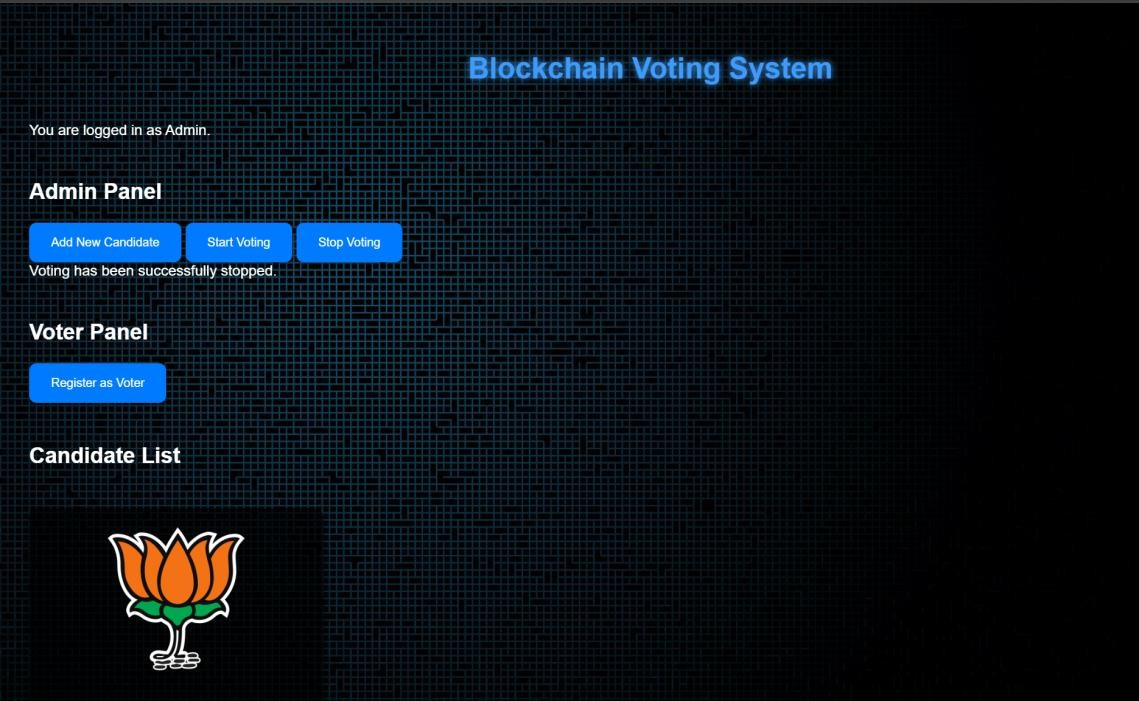 Blockchain Voting System
You are logged in as Admin.
Admin Panel
Add New Candidate Start Voting Stop Voting
Voting has been successfully stopped.
Voter Panel
Register as Voter
Candidate List